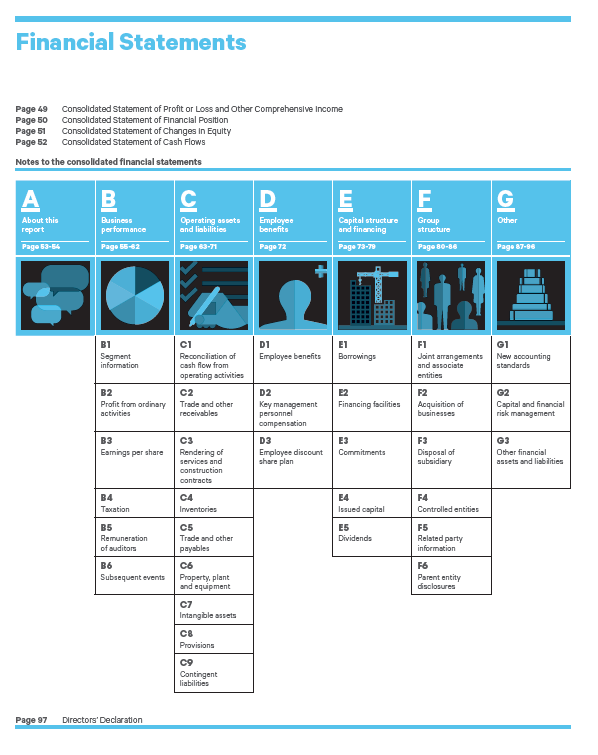 Financial Statements
Page 49 Consolidated Statement of Profit or Loss and Other Comprehensive Income
Page 50 Consolidated Statement of Financial Position
Page 51 Consolidated Statement of Changes in Equity
Page 52 Consolidated Statement of Cash Flows
Notes to the consolidated financial statements
A
About this
report
Page 53-54
B
Business
performance
Page 55-62
C
Operating assets
and liabilities
Page 63-71
D
Employee
benefits
Page 72
E
Capital structure
and financing
Page 73-79
F
Group
structure
Page 80-86
G
Other
Page 87-96
B1
Segment
information
B2
Profit from ordinary
activities
B3
Earnings per share
B4
Taxation
B5
Remuneration
of auditors
B6
Subsequent events
C1
Reconciliation of
cash flow from
operating activities
C2
Trade and other
receivables
C3
Rendering of
services and
construction
contracts
C4
Inventories
C5
Trade and other
payables
C6
Property, plant
and equipment
C7
Intangible assets
C8
Provisions
C9
Contingent
liabilities
D1
Employee benefits
D2
Key management
personnel
compensation
D3
Employee discount
share plan
E1
Borrowings
E2
Financing facilities
E3
Commitments
E4
Issued capital
E5
Dividends
F1
Joint arrangements
and associate
entities
F2
Acquisition of
businesses
F3
Disposal of
subsidiary
F4
Controlled entities
F5
Related party
information
F6
Parent entity
disclosures
G1
New accounting
standards
G2
Capital and financial
risk management
G3
Other financial
assets and liabilities
Page 97 Directors' Declaration